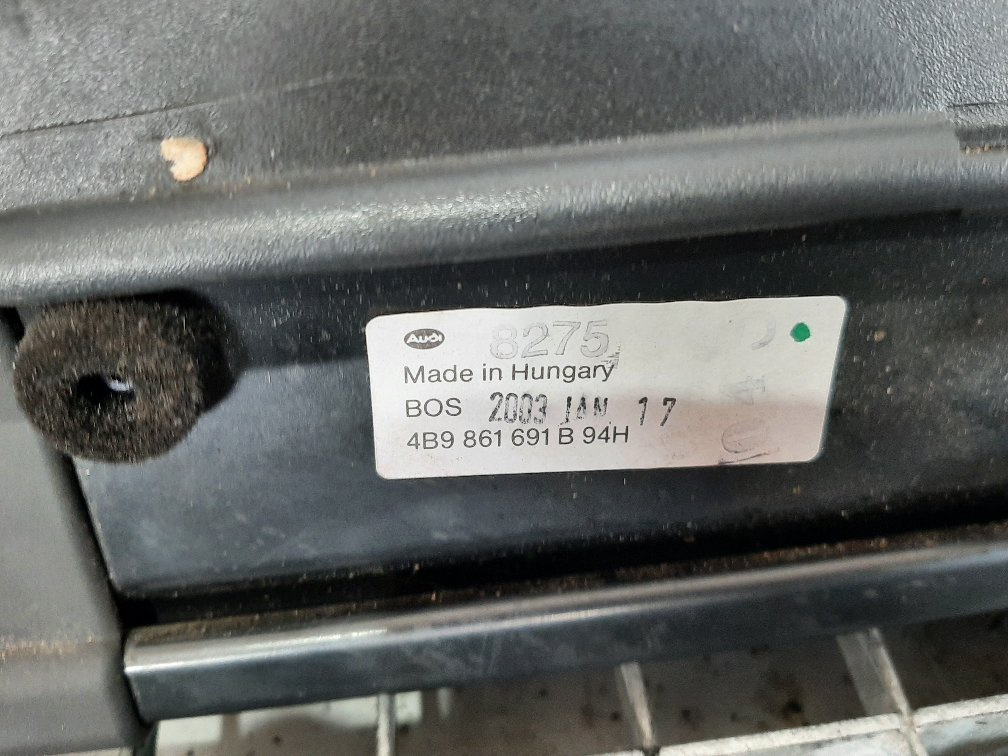 Audi 8275
Made in Hungary
BOS 2003 JAN 17
4B9 861 691 B 94H